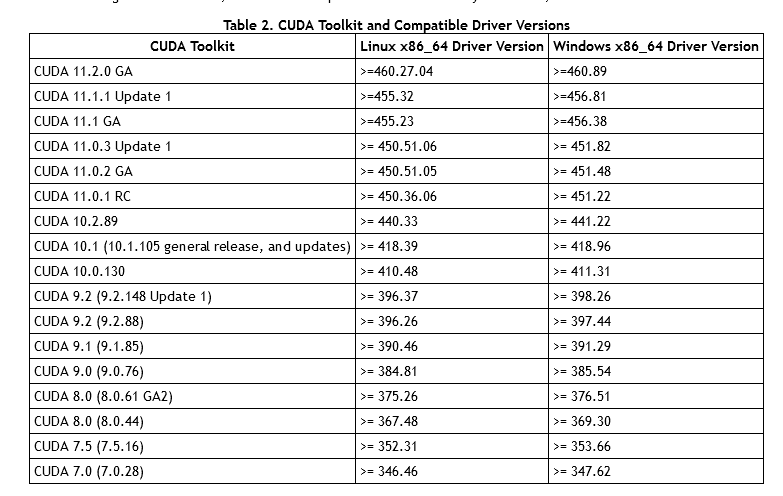 Table 2. CUDA Toolkit and Compatible Driver Versions
CUDA Toolkit Linux x86_64 Driver Version Windows x86_64 Driver Version
CUDA 11.2.0 GA >=460.27.04 >=460.89
CUDA 11.1.1 Update 1 >=455.32 >=456.81
CUDA 11.1 GA >=455.23 >=456.38
CUDA 11.0.3 Update 1 >= 450.51.06 >= 451.82
CUDA 11.0.2 GA >= 450.51.05 >= 451.48
CUDA 11.0.1 RC >= 450.36.06 >= 451.22
CUDA 10.2.89 >= 440.33 >= 441.22
CUDA 10.1 (10.1.105 general release, and updates) >= 418.39 >= 418.96
CUDA 10.0.130 >= 410.48 >= 411.31
CUDA 9.2 (9.2.148 Update 1) >= 396.37 >= 398.26
CUDA 9.2 (9.2.88) >= 396.26 >= 397.44
CUDA 9.1 (9.1.85) >= 390.46 >= 391.29
CUDA 9.0 (9.0.76) >= 384.81 >= 385.54
CUDA 8.0 (8.0.61 GA2) >= 375.26 >= 376.51
CUDA 8.0 (8.0.44) >= 367.48 >= 369.30
CUDA 7.5 (7.5.16) >= 352.31 >= 353.66
CUDA 7.0 (7.0.28) >= 346.46 >= 347.62